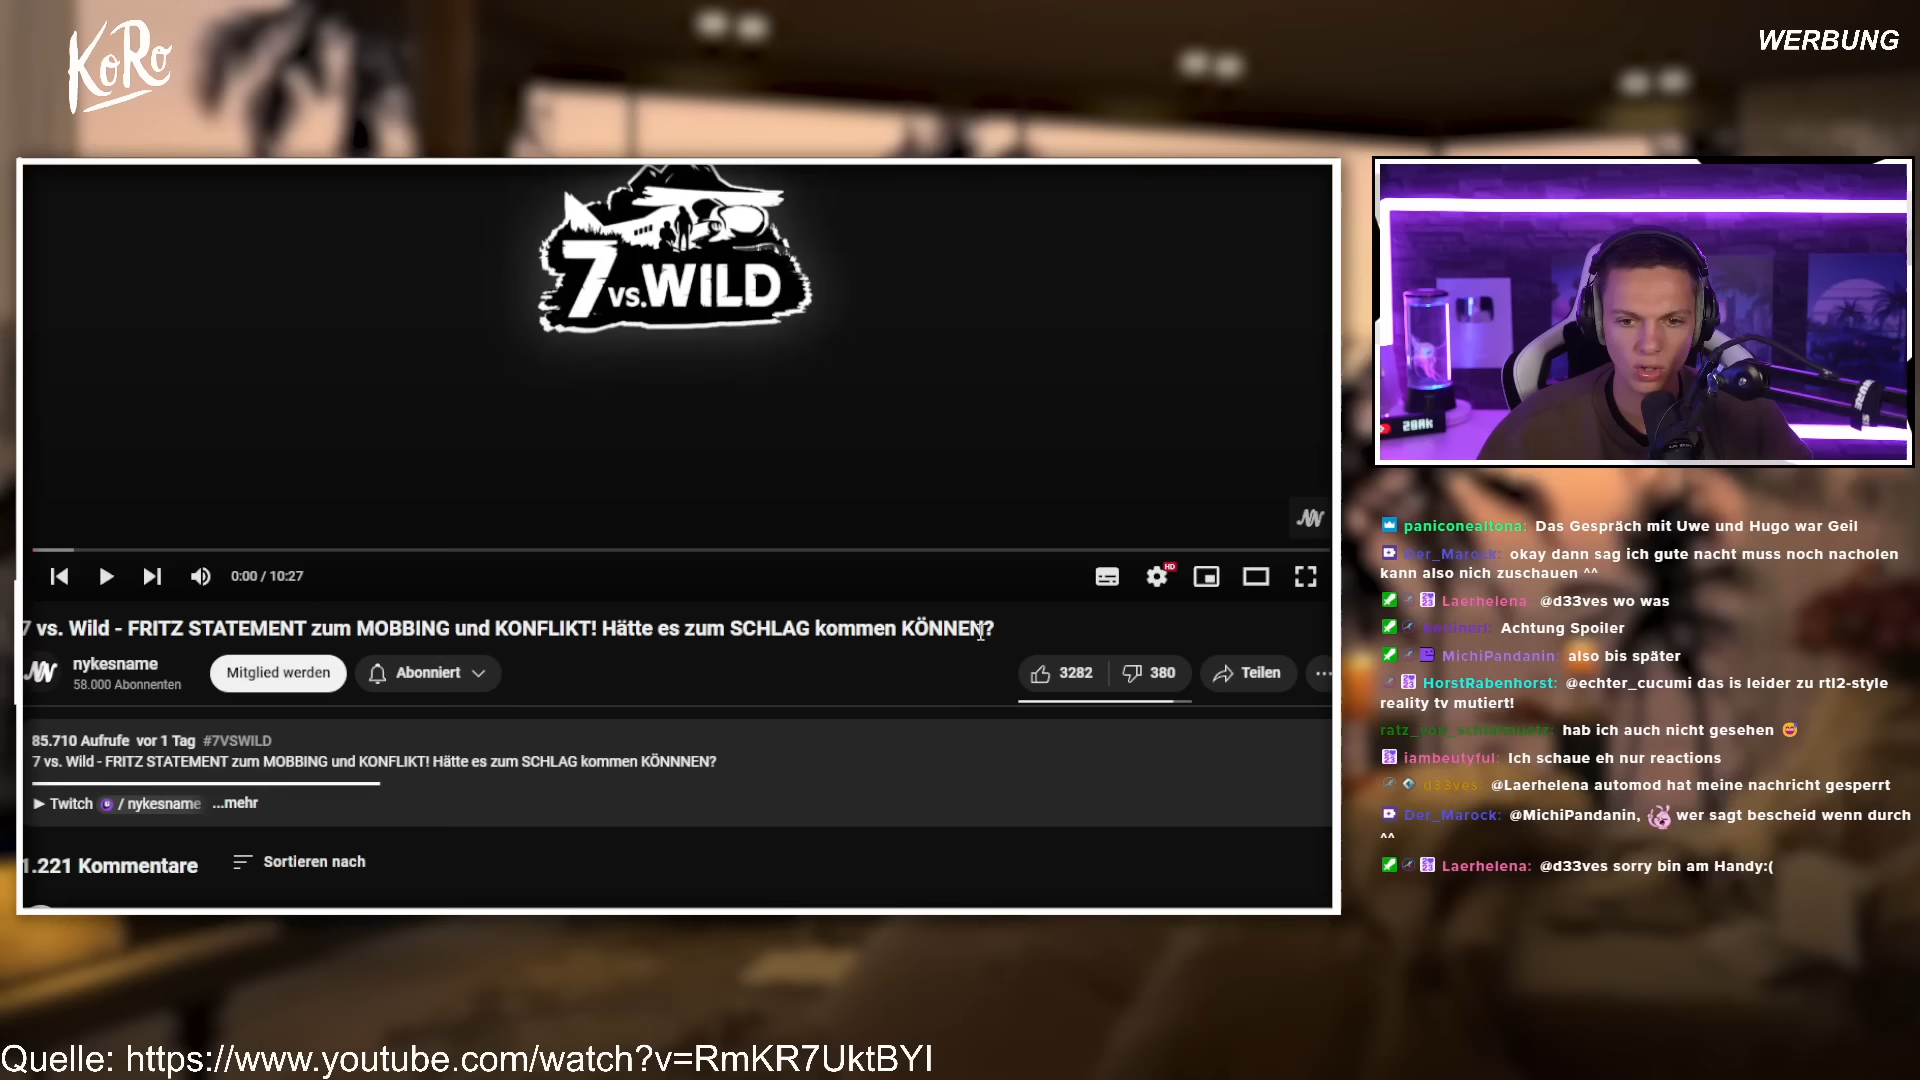 KoRo
WERBUNG
7 vs. WILD
0:00 / 10:27
HD
7 vs. Wild - FRITZ STATEMENT zum MOBBING und KONFLIKT! Hätte es zum SCHLAG kommen KÖNNEN?
nykesname
58.000 Abonnenten
Mitglied werden
Abonniert
3282
380
Teilen
85.710 Aufrufe vor 1 Tag #7VSWILD
7 vs. Wild - FRITZ STATEMENT zum MOBBING und KONFLIKT! Hätte es zum SCHLAG kommen KÖNNNEN?
▶ Twitch / nykesname ...mehr
1.221 Kommentare
Sortieren nach
SHURE
paniconealtona: Das Gespräch mit Uwe und Hugo war Geil
Der_Marock: okay dann sag ich gute nacht muss noch nacholen
kann also nich zuschauen ^^
Laerhelena: @d33ves wo was
Achtung Spoiler
MichiPandanin: also bis später
HorstRabenhorst: @echter_cucumi das is leider zu rtl2-style
reality tv mutiert!
hab ich auch nicht gesehen
iambeutyful: Ich schaue eh nur reactions
d33ves: @Laerhelena automod hat meine nachricht gesperrt
Der_Marock: @MichiPandanin, wer sagt bescheid wenn durch
^^
Laerhelena: @d33ves sorry bin am Handy:(
Quelle: https://www.youtube.com/watch?v=RmKR7UktBYI